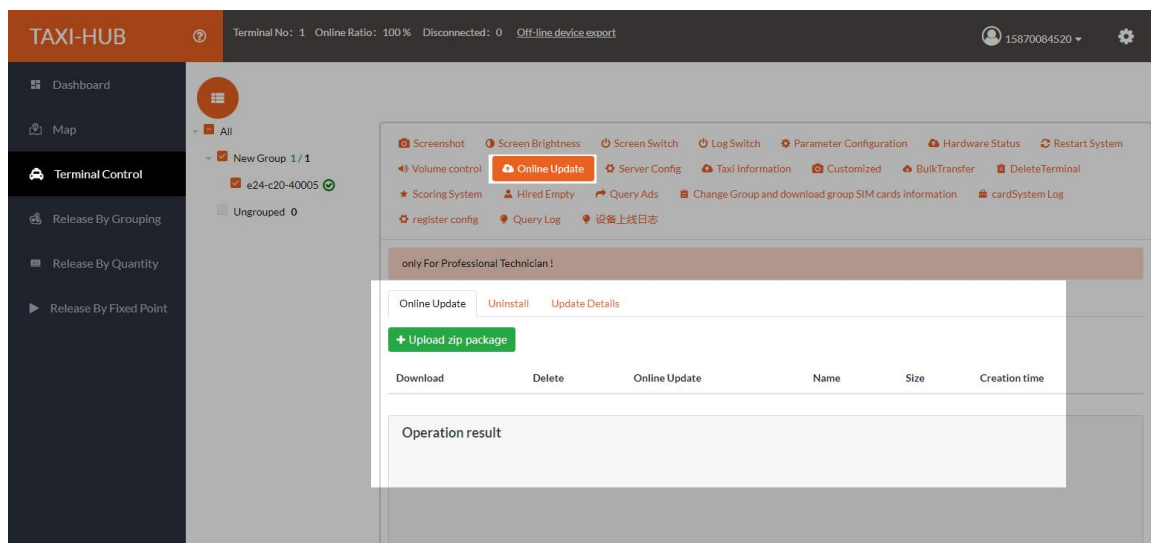 TAXI-HUB
Terminal No: 1 Online Ratio: 100% Disconnected: 0 Off-line device export
15870084520
Dashboard
Map
Terminal Control
Release By Grouping
Release By Quantity
Release By FIxed Point
All
New Group 1/1
e24-c20-40005
Ungrouped 0
Screenshot Screen Brightness Screen Switch Log Switch Parameter Configuration Hardware Status Restart System
Volume control Online Update Server Config Taxi Information Customized BulkTransfer DeleteTerminal
Scoring System Hired Empty Query Ads Change Group and download group SIM cards information cardSystem Log
register config Query Log 设备上线日志
only For Professional Technician!
Online Update Uninstall Update Details
+ Upload zip package
Download Delete Online Update Name Size Creation time
Operation result